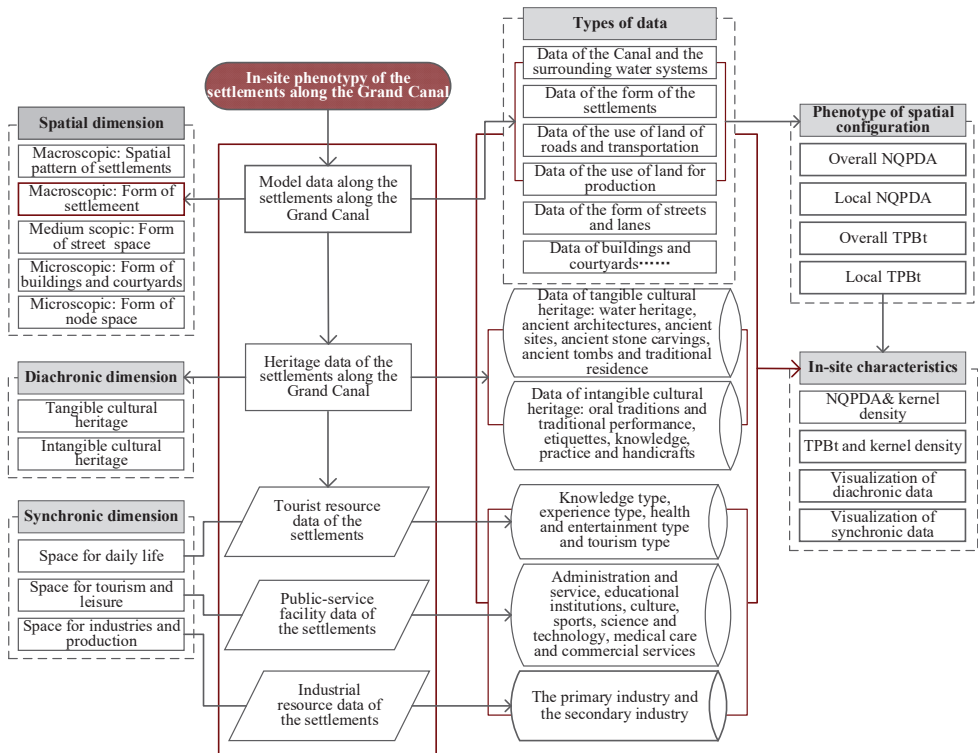 In-site phenotypy of the
settlements along the Grand Canal
Spatial dimension
Macroscopic: Spatial
pattern of settlements
Macroscopic: Form of
settlemeent
Medium scopic: Form
of street space
Microscopic: Form of
buildings and courtyards
Microscopic: Form of
node space
Diachronic dimension
Tangible cultural
heritage
Intangible cultural
heritage
Synchronic dimension
Space for daily life
Space for tourism and
leisure
Space for industries and
production
Model data along the
settlements along the
Grand Canal
Heritage data of the
settlements along the
Grand Canal
Tourist resource
data of the
settlements
Public-service
facility data of
the settlements
Industrial
resource data of
the settlements
Types of data
Data of the Canal and the
surrounding water systems
Data of the form of the
settlements
Data of the use of land of
roads and transportation
Data of the use of land for
production
Data of the form of streets
and lanes
Data of buildings and
courtyards······
Data of tangible cultural
heritage: water heritage,
ancient architectures, ancient
sites, ancient stone carvings,
ancient tombs and traditional
residence
Data of intangible cultural
heritage: oral traditions and
traditional performance,
etiquettes, knowledge,
practice and handicrafts
Knowledge type,
experience type, health
and entertainment type
and tourism type
Administration and
service, educational
institutions, culture,
sports, science and
technology, medical care
and commercial services
The primary industry and
the secondary industry
Phenotype of spatial
configuration
Overall NQPDA
Local NQPDA
Overall TPBt
Local TPBt
In-site characteristics
NQPDA& kernel
density
TPBt and kernel density
Visualization of
diachronic data
Visualization of
synchronic data